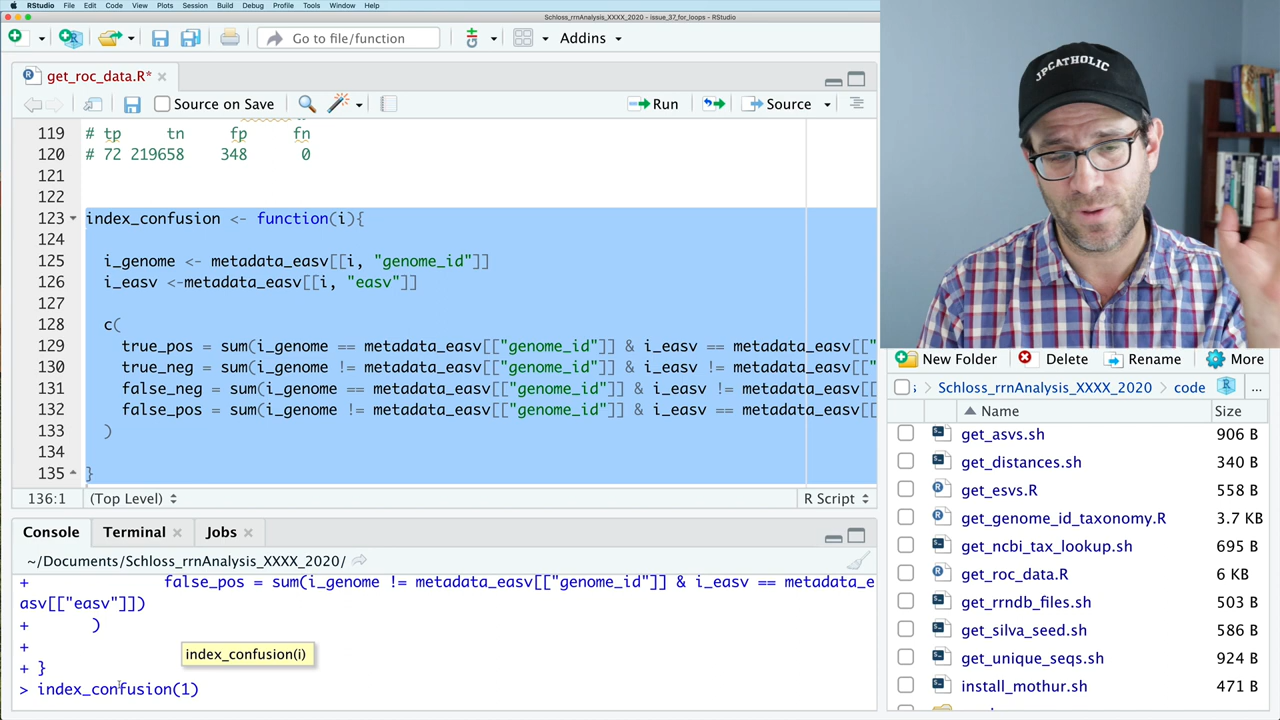 RStudio File Edit Code View Plots Session Build Debug Profile Tools Window Help
Schloss_rrnAnalysis_XXXX_2020 - issue_37_for_loops - RStudio
Go to file/function
Addins
get_roc_data.R*
Source on Save
Run
Source
119 # tp tn fp fn
120 # 72 219658 348 0
121
122
123 index_confusion <- function(i){
124
125 i_genome <- metadata_easv[[i, "genome_id"]]
126 i_easv <-metadata_easv[[i, "easv"]]
127
128 c(
129 true_pos = sum(i_genome == metadata_easv[["genome_id"]] & i_easv == metadata_easv[["
130 true_neg = sum(i_genome != metadata_easv[["genome_id"]] & i_easv != metadata_easv[["
131 false_neg = sum(i_genome == metadata_easv[["genome_id"]] & i_easv != metadata_easv[[
132 false_pos = sum(i_genome != metadata_easv[["genome_id"]] & i_easv == metadata_easv[[
133 )
134
135 }
136:1 (Top Level) R Script
Console Terminal Jobs
~/Documents/Schloss_rrnAnalysis_XXXX_2020/
+ false_pos = sum(i_genome != metadata_easv[["genome_id"]] & i_easv == metadata_e
asv[["easv"]])
+ )
+
index_confusion(i)
+ }
> index_confusion(1)
JPCATHOLIC
New Folder Delete Rename More
s Schloss_rrnAnalysis_XXXX_2020 code ...
Name Size
get_asvs.sh 906 B
get_distances.sh 340 B
get_esvs.R 558 B
get_genome_id_taxonomy.R 3.7 KB
get_ncbi_tax_lookup.sh 695 B
get_roc_data.R 6 KB
get_rrndb_files.sh 503 B
get_silva_seed.sh 586 B
get_unique_seqs.sh 924 B
install_mothur.sh 471 B